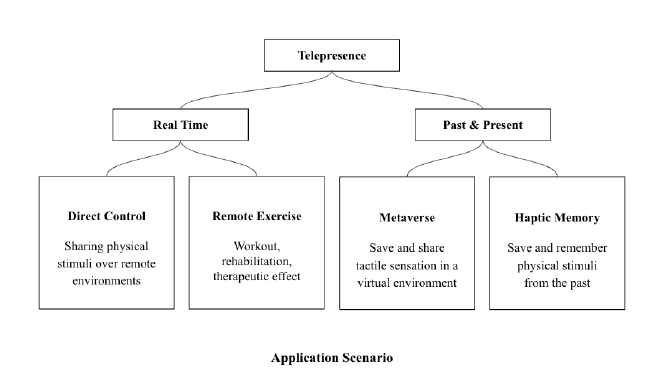 Telepresence
Real Time
Past & Present
Direct Control
Sharing physical
stimuli over remote
environments
Remote Exercise
Workout,
rehabilitation,
therapeutic effect
Metaverse
Save and share
tactile sensation in a
virtual environment
Haptic Memory
Save and remember
physical stimuli
from the past
Application Scenario